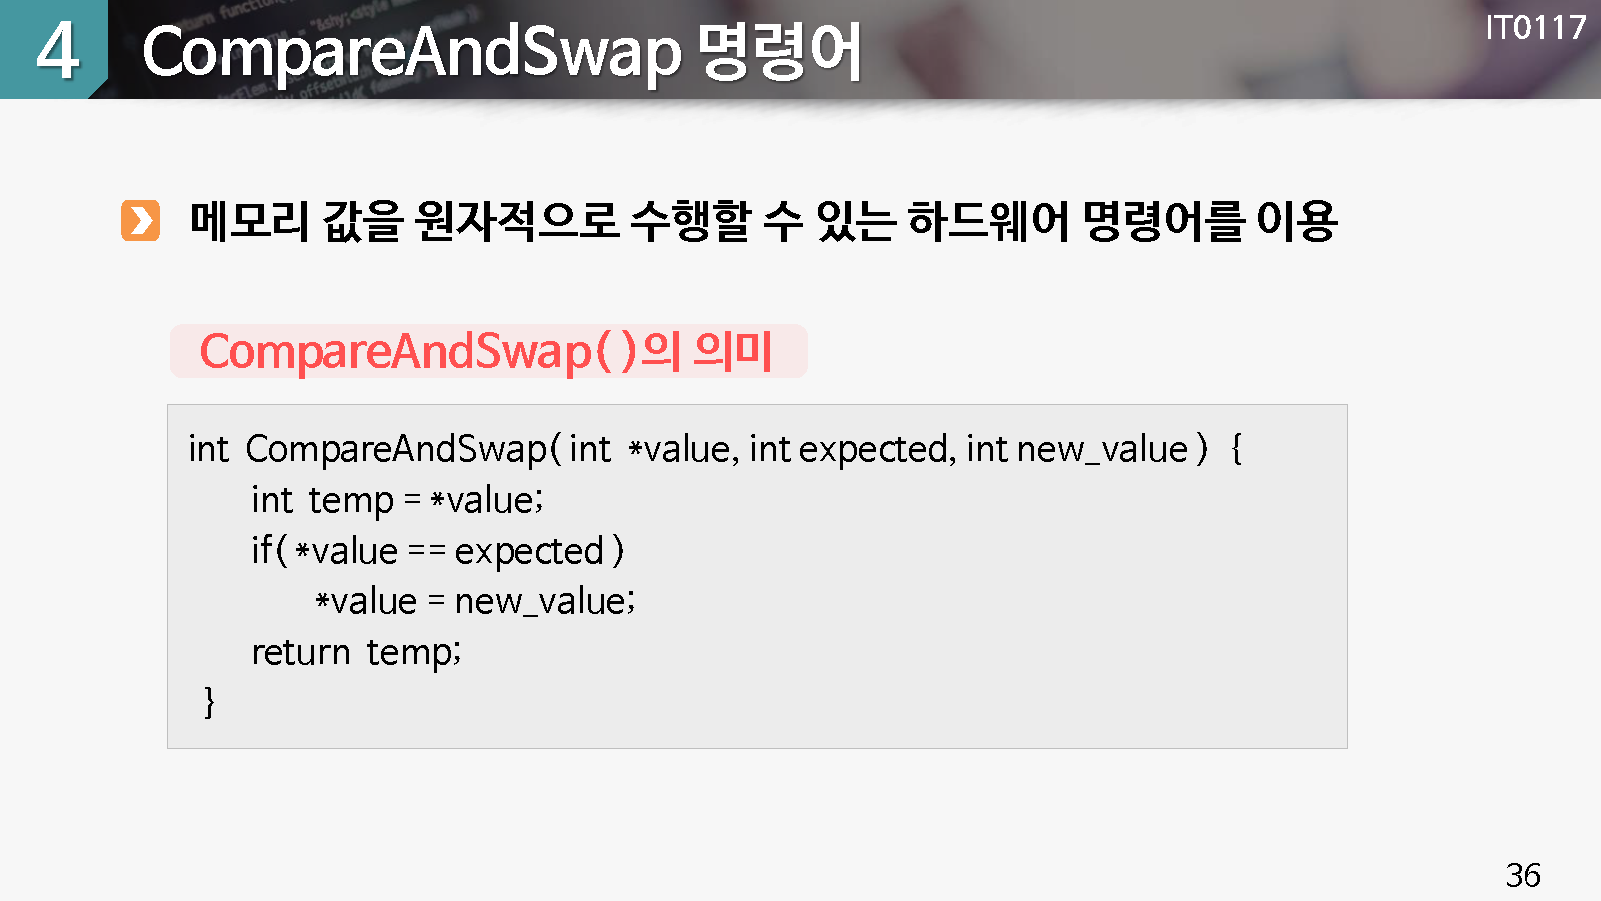 4 CompareAndSwap 명령어
IT0117
메모리 값을 원자적으로 수행할 수 있는 하드웨어 명령어를 이용
CompareAndSwap( )의 의미
int CompareAndSwap( int *value, int expected, int new_value ) {
int temp = *value;
if( *value == expected )
*value = new_value;
return temp;
}
36